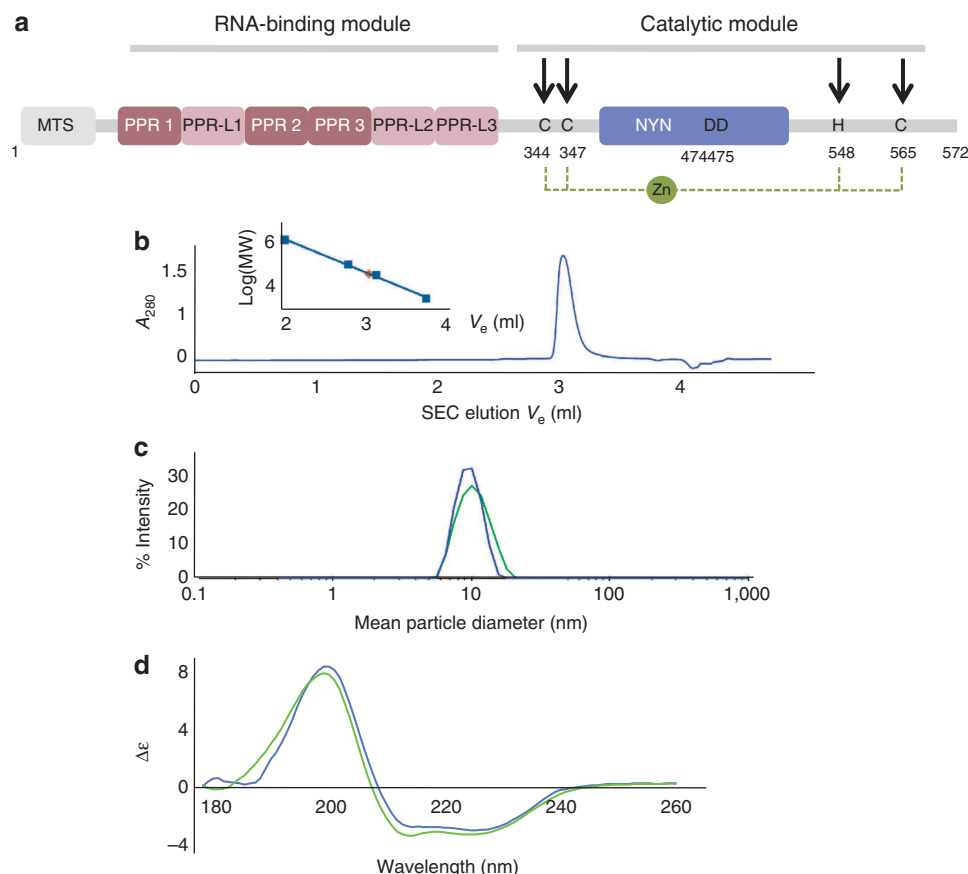 a
RNA-binding module Catalytic module
MTS PPR 1 PPR-L1 PPR 2 PPR 3 PPR-L2 PPR-L3 C C NYN DD H C
1 344 347 474475 548 565 572
Zn
b
Log(MW)
6
4
2 3 4
Ve (ml)
A280
1.5
1
0
0 1 2 3 4
SEC elution Ve (ml)
c
% Intensity
30
20
10
0
0.1 1 10 100 1,000
Mean particle diameter (nm)
d
Δε
8
4
0
–4
180 200 220 240 260
Wavelength (nm)